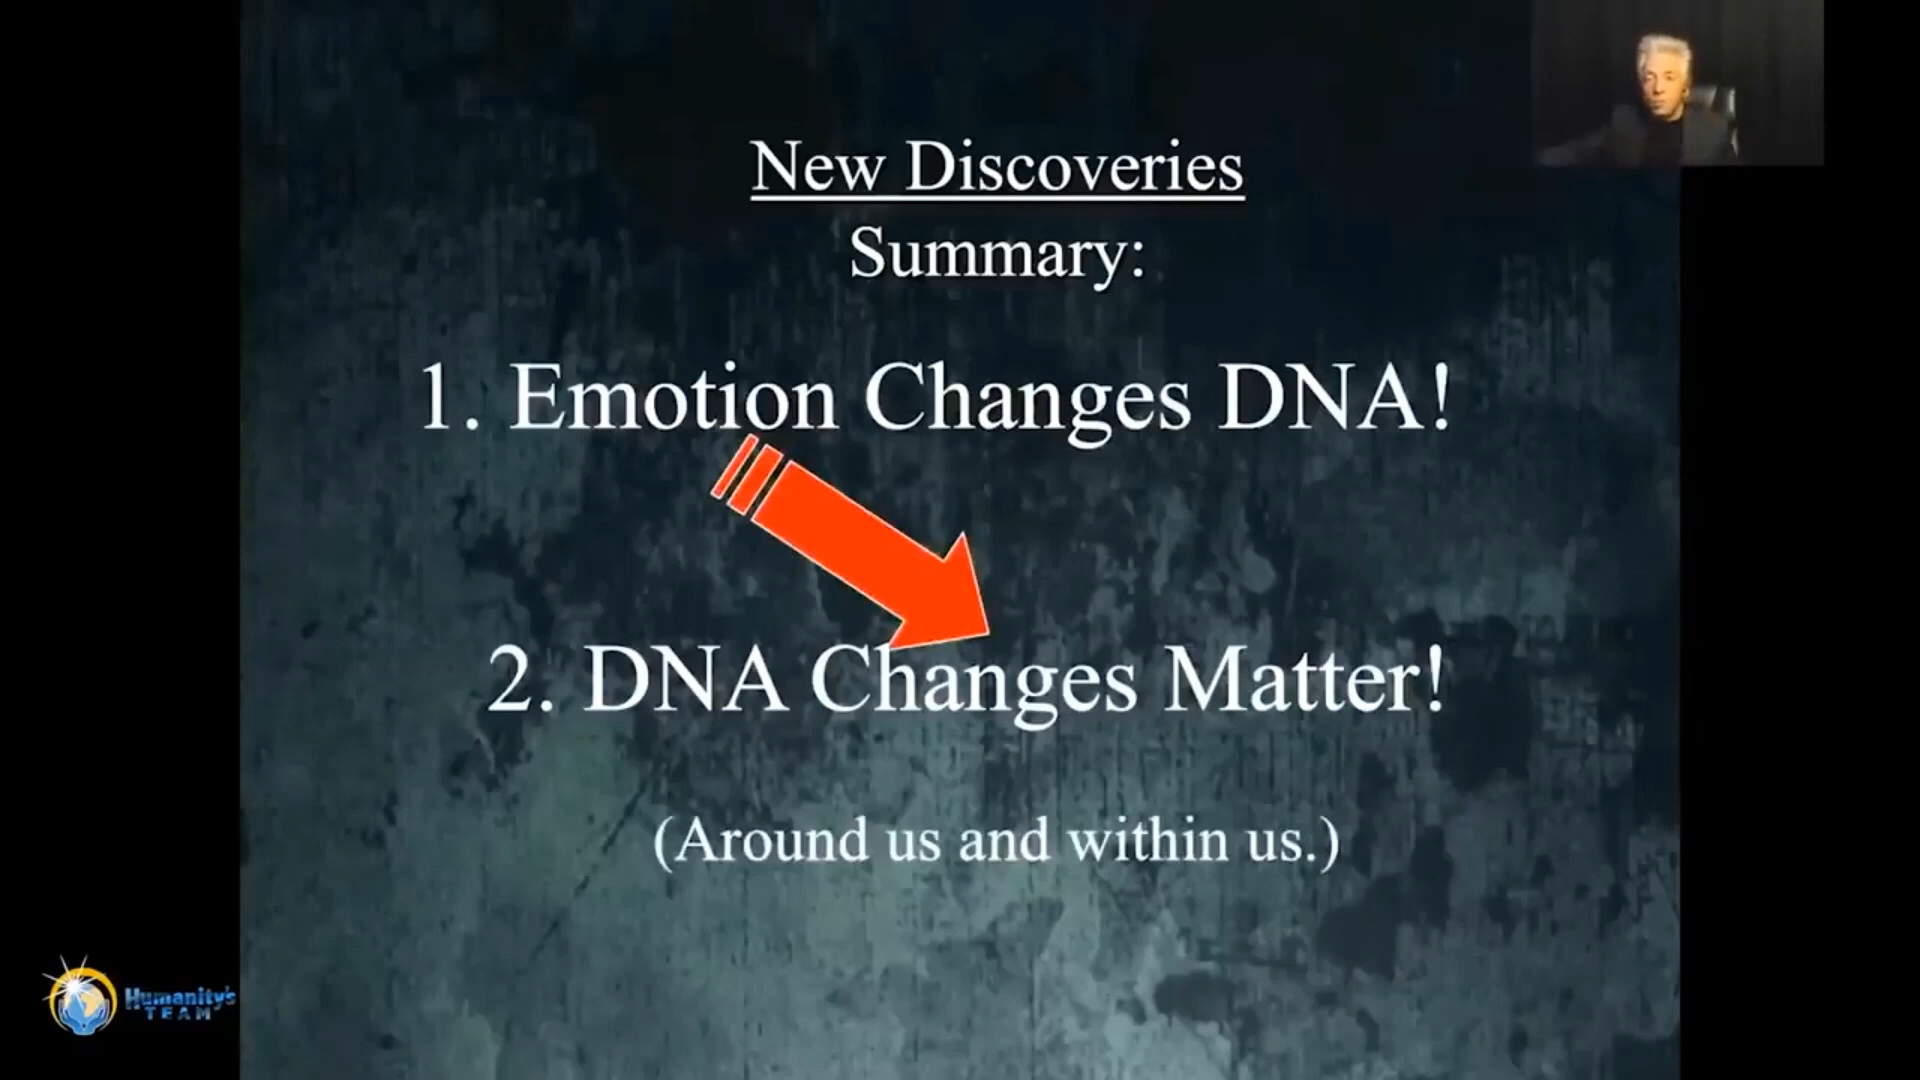 New Discoveries
Summary:
1. Emotion Changes DNA!
2. DNA Changes Matter!
(Around us and within us.)
Humanity's
TEAM